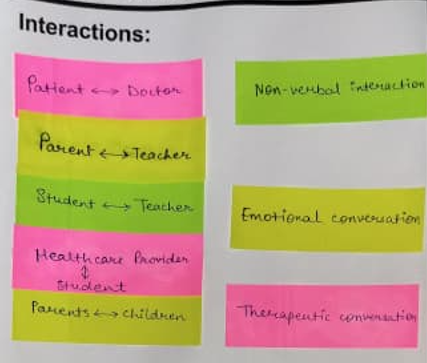 Interactions:
Patient ↔ Doctor
Parent ↔ Teacher
Student ↔ Teacher
Healthcare Provider
↕
Student
Parents ↔ children
Non-verbal interaction
Emotional conversation
Therapeutic conversation